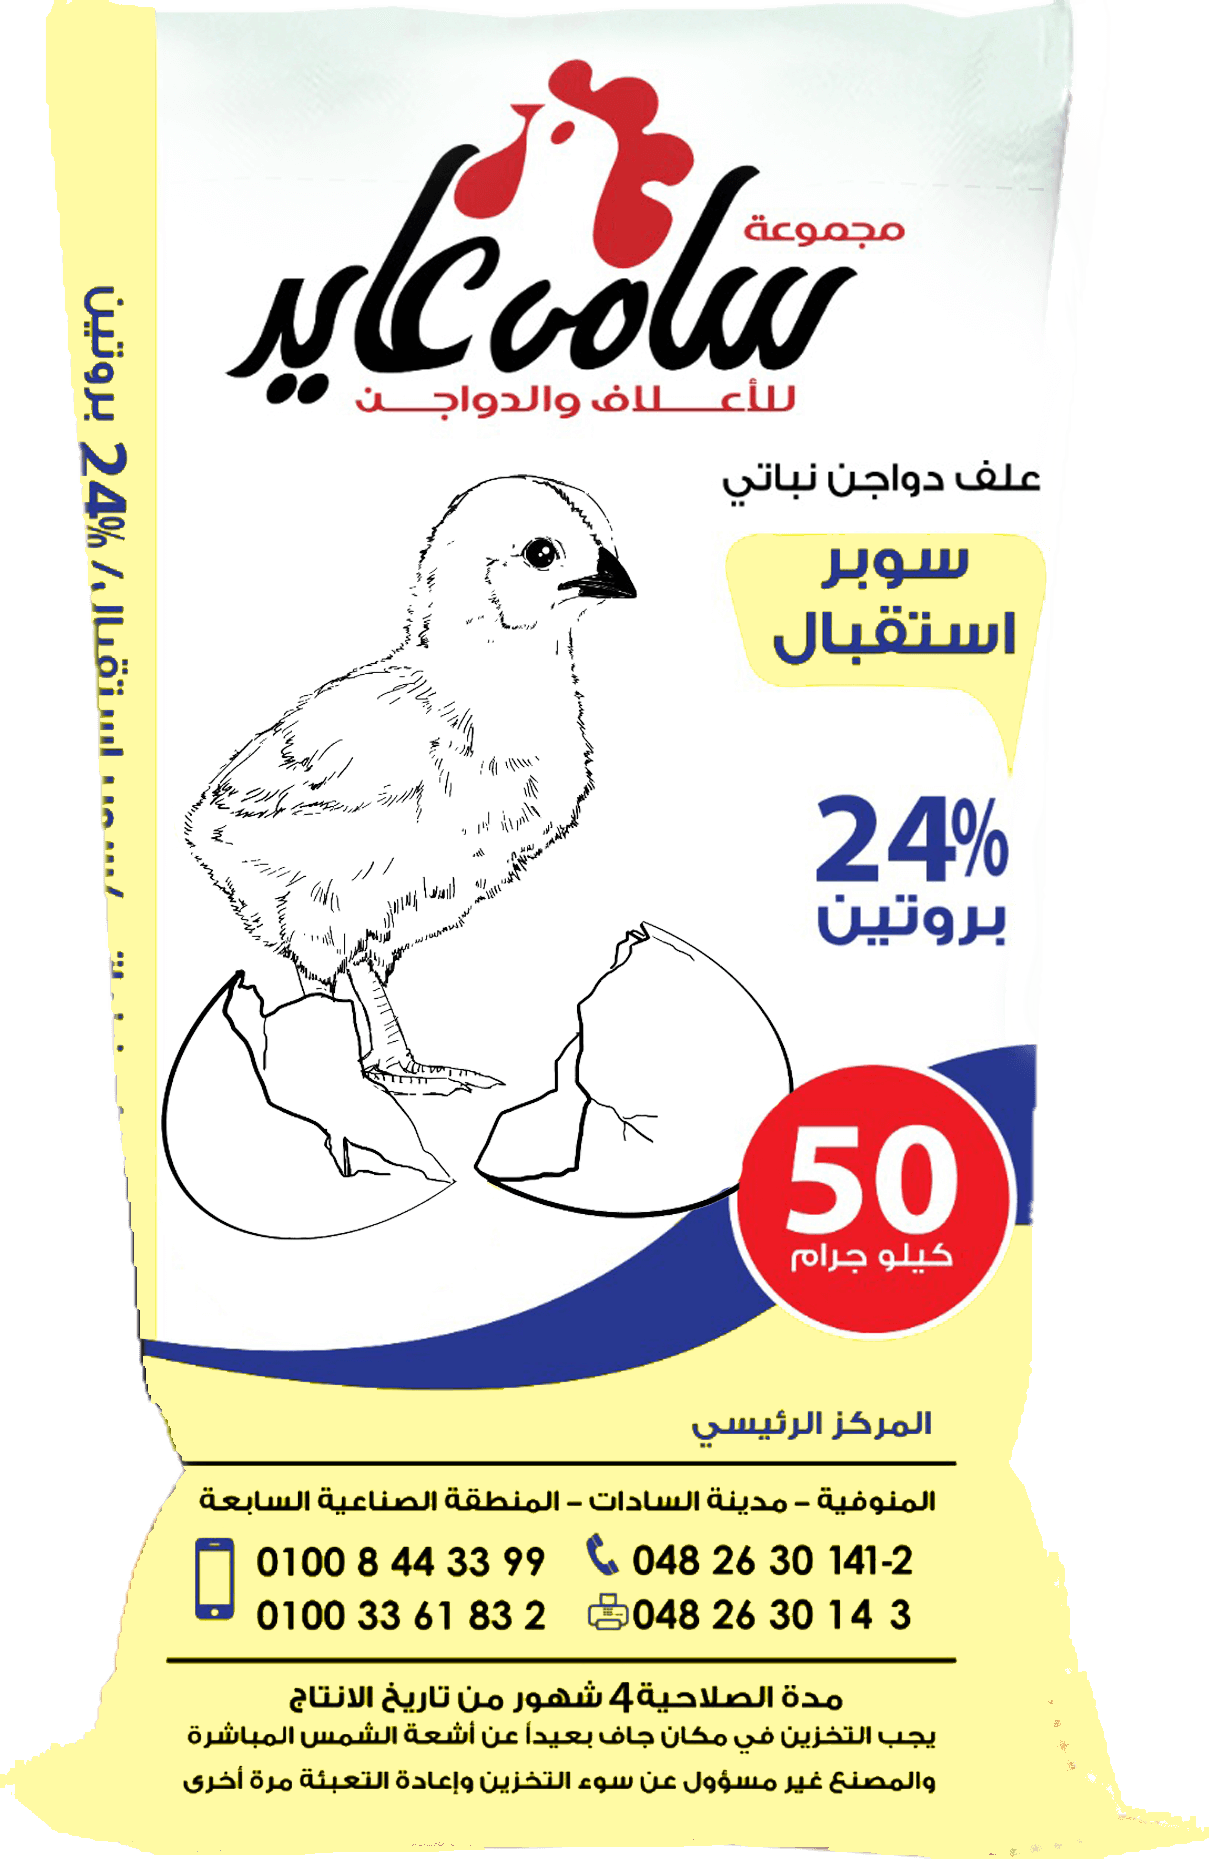 مجموعة
سامى عايد
للأعلاف والدواجن
علف دواجن نباتي
سوبر
استقبال
24%
بروتين
50
كيلو جرام
المركز الرئيسي
المنوفية - مدينة السادات - المنطقة الصناعية السابعة
0100 8 44 33 99
048 26 30 141-2
0100 33 61 83 2
048 26 30 14 3
مدة الصلاحية 4 شهور من تاريخ الانتاج
يجب التخزين في مكان جاف بعيداً عن أشعة الشمس المباشرة
والمصنع غير مسؤول عن سوء التخزين وإعادة التعبئة مرة أخرى
استقبال / 24% بروتين